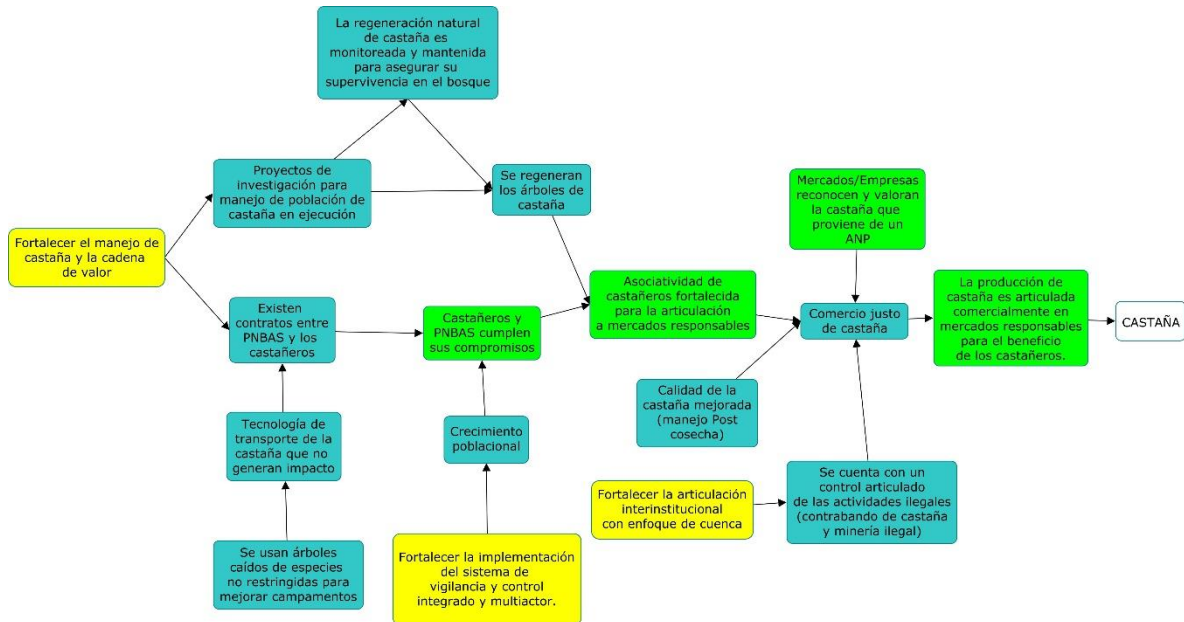 La regeneración natural
de castaña es
monitoreada y mantenida
para asegurar su
supervivencia en el bosque
Proyectos de
investigación para
manejo de población de
castaña en ejecución
Se regeneran
los árboles de
castaña
Mercados/Empresas
reconocen y valoran
la castaña que
proviene de un
ANP
Fortalecer el manejo de
castaña y la cadena
de valor
Existen
contratos entre
PNBAS y los
castañeros
Castañeros y
PNBAS cumplen
sus compromisos
Asociatividad de
castañeros fortalecida
para la articulación
a mercados responsables
Comercio justo
de castaña
La producción de
castaña es articulada
comercialmente en
mercados responsables
para el beneficio
de los castañeros.
CASTAÑA
Tecnología de
transporte de la
castaña que no
generan impacto
Crecimiento
poblacional
Calidad de la
castaña mejorada
(manejo Post
cosecha)
Fortalecer la articulación
interinstitucional
con enfoque de cuenca
Se cuenta con un
control articulado
de las actividades ilegales
(contrabando de castaña
y minería ilegal)
Se usan árboles
caídos de especies
no restringidas para
mejorar campamentos
Fortalecer la implementación
del sistema de
vigilancia y control
integrado y multiactor.